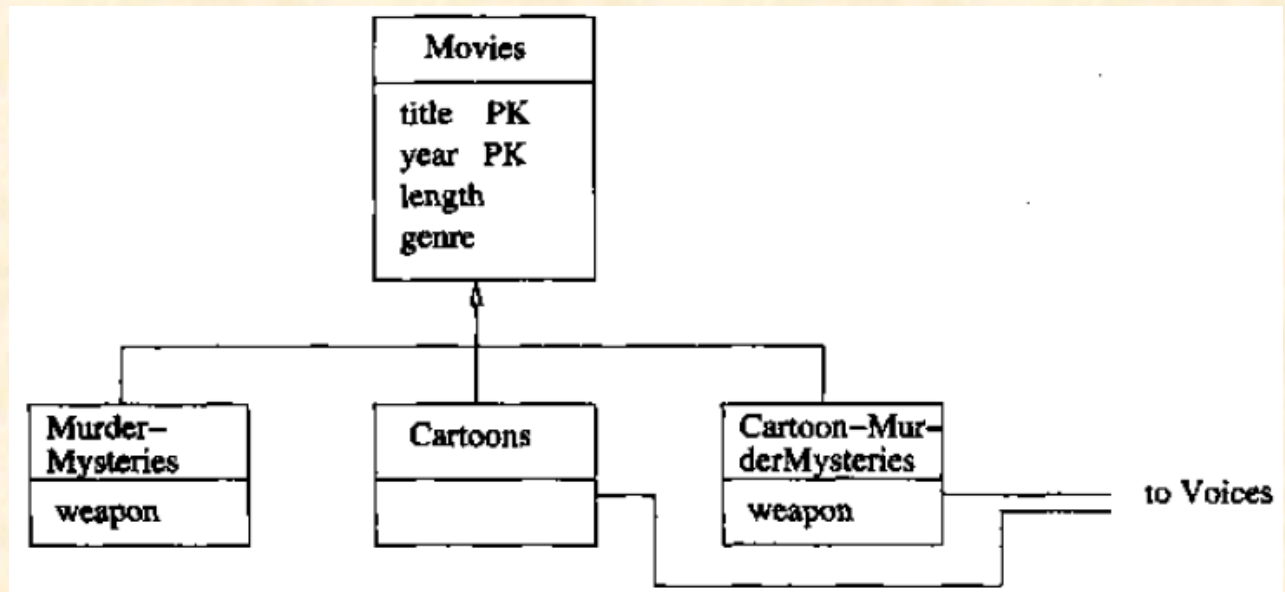 Movies
title PK
year PK
length
genre
Murder–
Mysteries
weapon
Cartoons
Cartoon–Mur-
derMysteries
weapon
to Voices